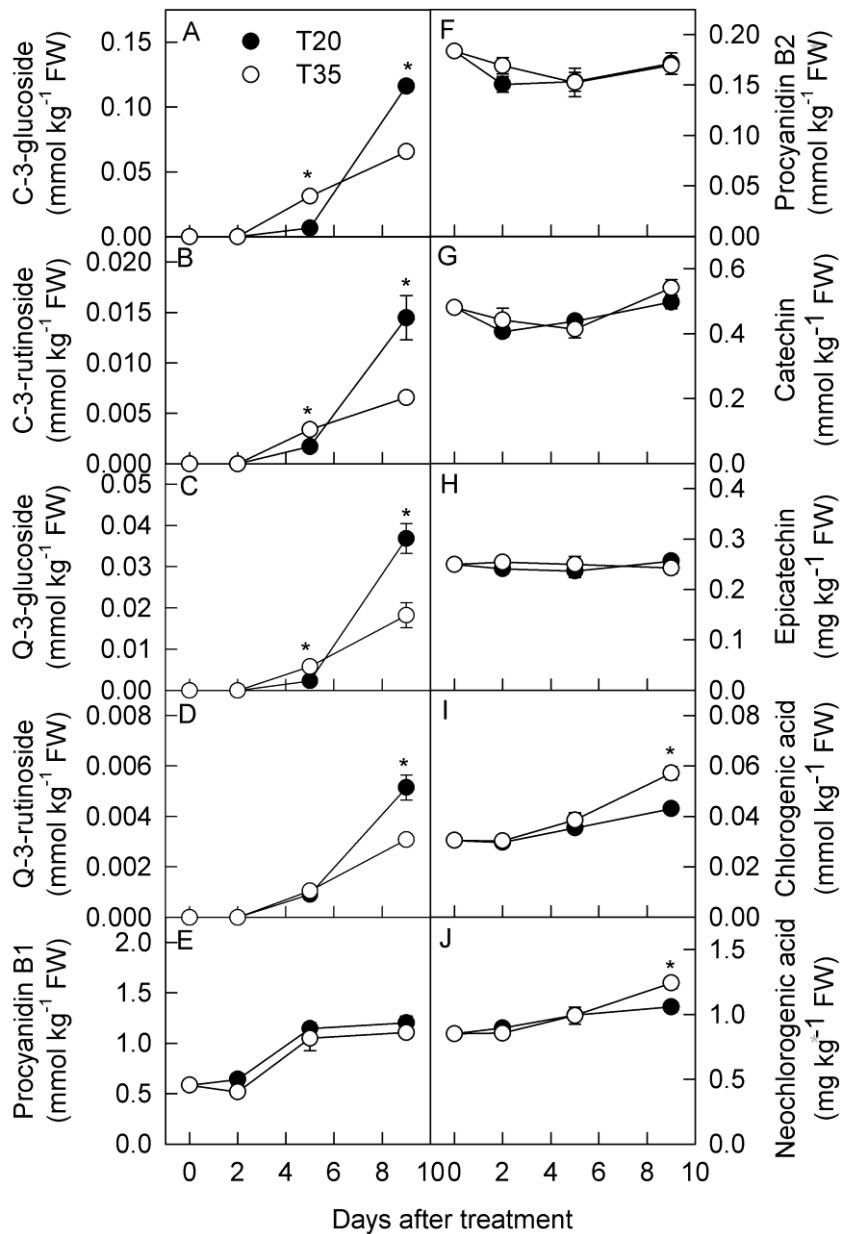 A
T20
T35
*
*
0.15
0.10
0.05
0.00
C-3-glucoside
(mmol kg⁻¹ FW)
F
0.20
0.15
0.10
0.05
0.00
Procyanidin B2
(mmol kg⁻¹ FW)
B
*
*
0.020
0.015
0.010
0.005
0.000
C-3-rutinoside
(mmol kg⁻¹ FW)
G
0.6
0.4
0.2
0.0
Catechin
(mmol kg⁻¹ FW)
C
*
*
0.05
0.04
0.03
0.02
0.01
0.00
Q-3-glucoside
(mmol kg⁻¹ FW)
H
0.4
0.3
0.2
0.1
0.0
Epicatechin
(mg kg⁻¹ FW)
D
*
0.008
0.006
0.004
0.002
0.000
Q-3-rutinoside
(mmol kg⁻¹ FW)
I
*
0.08
0.06
0.04
0.02
0.00
Chlorogenic acid
(mmol kg⁻¹ FW)
E
2.0
1.5
1.0
0.5
0.0
Procyanidin B1
(mmol kg⁻¹ FW)
J
*
1.5
1.0
0.5
0.0
Neochlorogenic acid
(mg kg⁻¹ FW)
0 2 4 6 8 10 0 2 4 6 8 10
Days after treatment